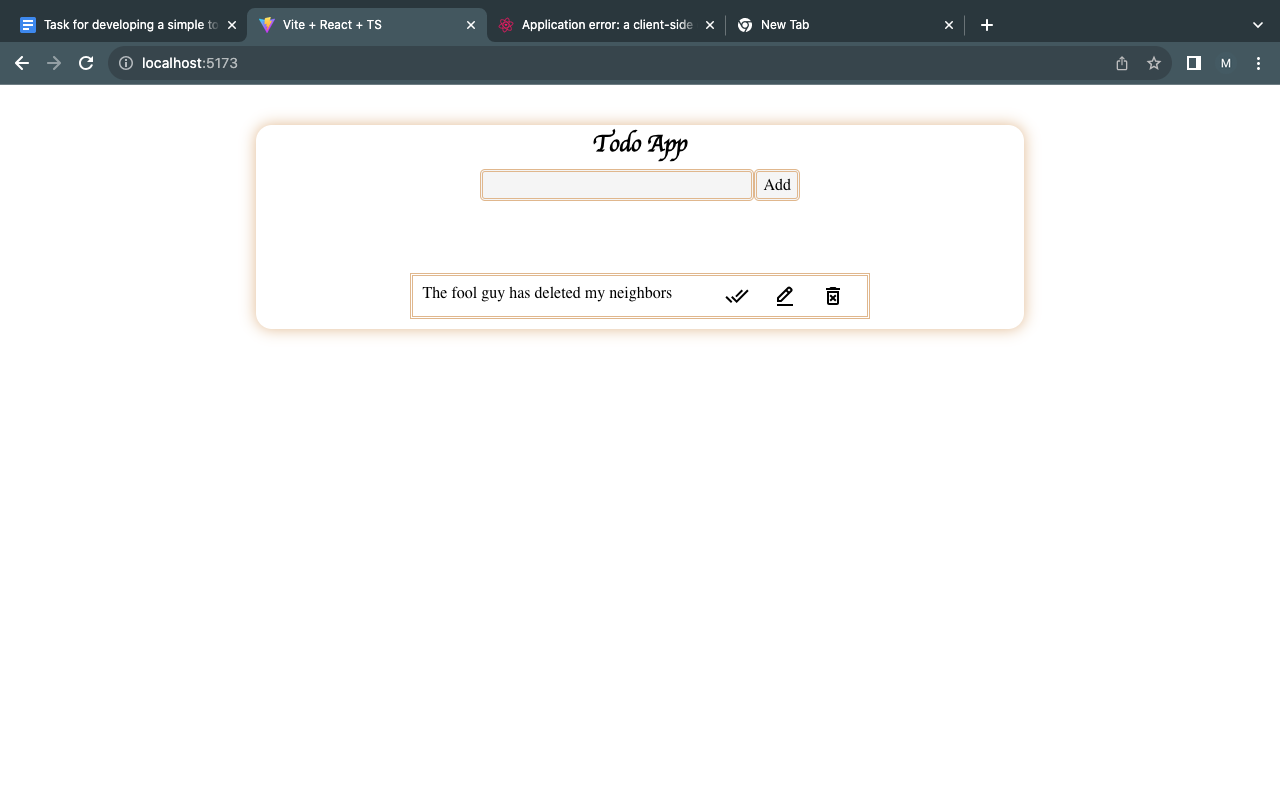 Task for developing a simple to
Vite + React + TS
Application error: a client-side
New Tab
localhost:5173
M
Todo App
Add
The fool guy has deleted my neighbors